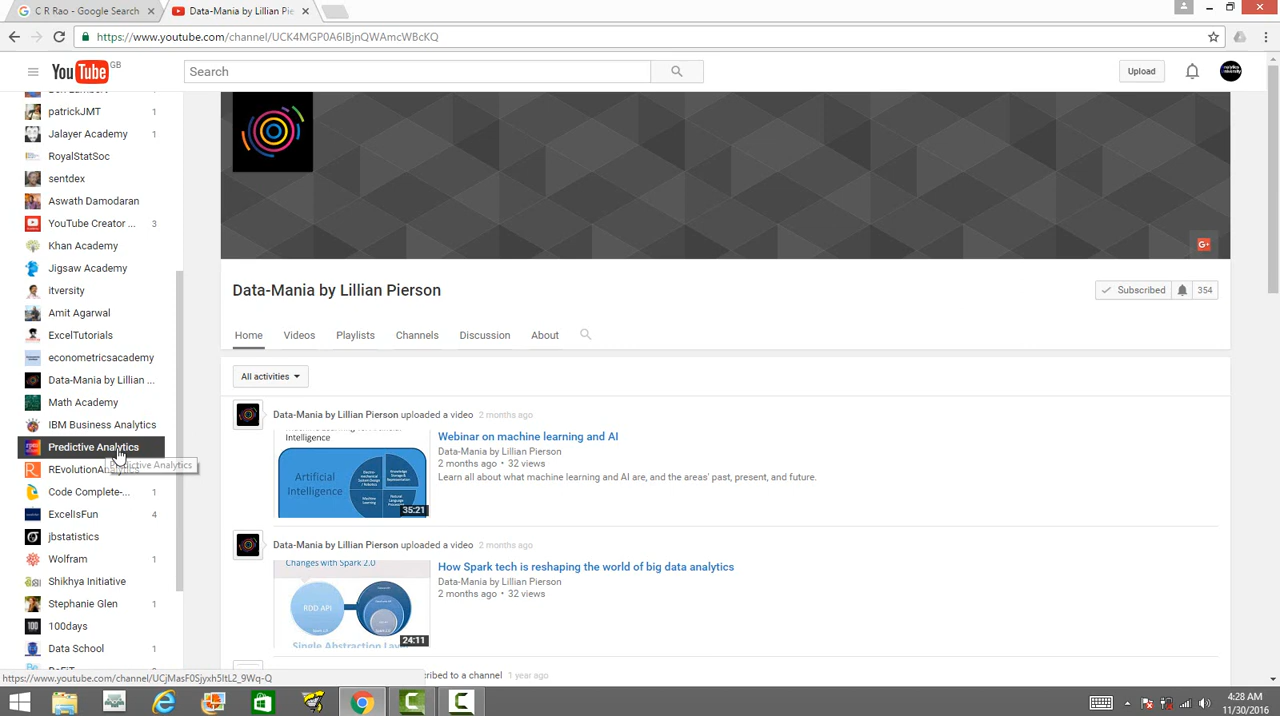 C R Rao - Google Search
Data-Mania by Lillian Pie
https://www.youtube.com/channel/UCK4MGP0A6IBjnQWAmcWBcKQ
YouTube GB
Search
Upload
patrickJMT 1
Jalayer Academy 1
RoyalStatSoc
sentdex
Aswath Damodaran
YouTube Creator ... 3
Khan Academy
Jigsaw Academy
itversity
Amit Agarwal
ExcelTutorials
econometricsacademy
Data-Mania by Lillian ...
Math Academy
IBM Business Analytics
Predictive Analytics
Predictive Analytics
REvolutionAnalytics
Code Complete-... 1
ExcelIsFun 4
jbstatistics
Wolfram 1
Shikhya Initiative
Stephanie Glen 1
100days
Data School 1
Data-Mania by Lillian Pierson
Subscribed 354
Home Videos Playlists Channels Discussion About
All activities
Data-Mania by Lillian Pierson uploaded a video 2 months ago
Intelligence
Artificial
Intelligence
35:21
Webinar on machine learning and AI
Data-Mania by Lillian Pierson
2 months ago • 32 views
Learn all about what machine learning and AI are, and the areas' past, present, and future.
Data-Mania by Lillian Pierson uploaded a video 2 months ago
Changes with Spark 2.0
RDD API
Single Abstraction Layer
24:11
How Spark tech is reshaping the world of big data analytics
Data-Mania by Lillian Pierson
2 months ago • 32 views
cribed to a channel 1 year ago
https://www.youtube.com/channel/UCjMasF0Sjyxh5ltL2_9Wq-Q
4:28 AM
11/30/2016